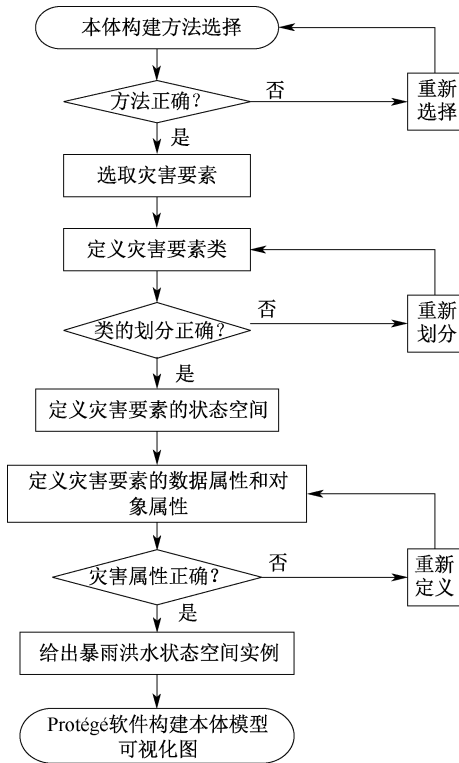 本体构建方法选择
方法正确？
否
重新
选择
是
选取灾害要素
定义灾害要素类
类的划分正确？
否
重新
划分
是
定义灾害要素的状态空间
定义灾害要素的数据属性和对
象属性
灾害属性正确？
否
重新
定义
是
给出暴雨洪水状态空间实例
Protégé软件构建本体模型
可视化图